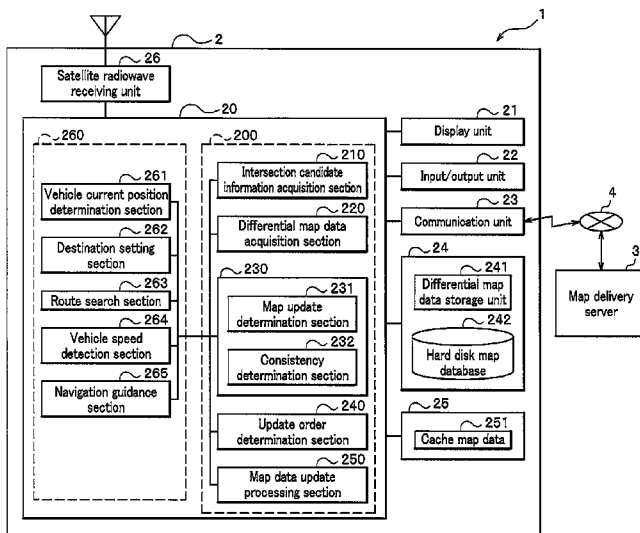 1
2
26
Satellite radiowave
receiving unit
20
260
200
261
Vehicle current position
determination section
262
Destination setting
section
263
Route search section
264
Vehicle speed
detection section
265
Navigation guidance
section
210
Intersection candidate
information acquisition section
220
Differential map data
acquisition section
230
231
Map update
determination section
232
Consistency
determination section
240
Update order
determination section
250
Map data update
processing section
21
Display unit
22
Input/output unit
23
Communication unit
24
241
Differential map
data storage unit
242
Hard disk map
database
25
251
Cache map data
4
3
Map delivery
server